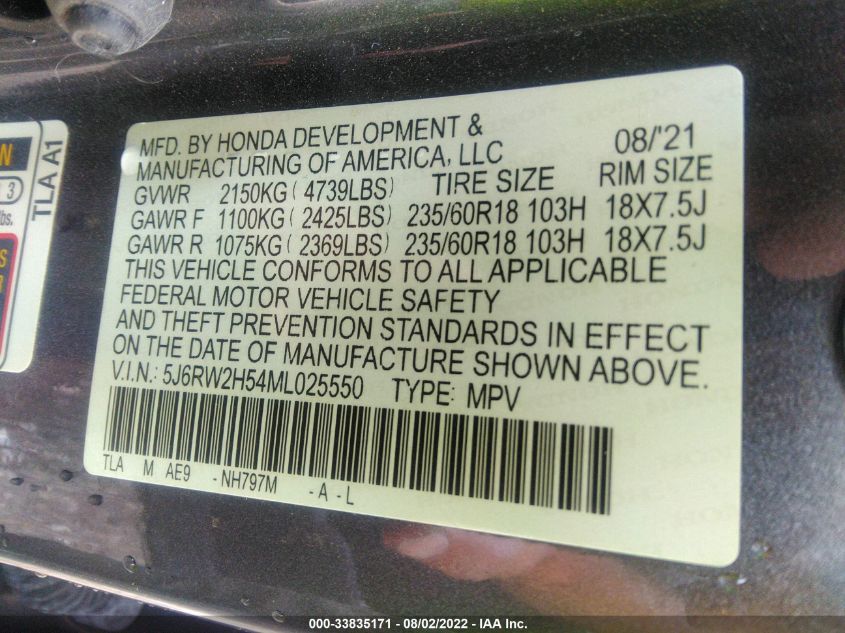 MFD. BY HONDA DEVELOPMENT & 08/'21
MANUFACTURING OF AMERICA, LLC
GVWR 2150KG ( 4739LBS) TIRE SIZE RIM SIZE
GAWR F 1100KG ( 2425LBS) 235/60R18 103H 18X7.5J
GAWR R 1075KG ( 2369LBS) 235/60R18 103H 18X7.5J
THIS VEHICLE CONFORMS TO ALL APPLICABLE
FEDERAL MOTOR VEHICLE SAFETY
AND THEFT PREVENTION STANDARDS IN EFFECT
ON THE DATE OF MANUFACTURE SHOWN ABOVE.
V.I.N.: 5J6RW2H54ML025550 TYPE: MPV
TLA M AE9 -NH797M -A-L
TLA A1
3
lbs.
000-33835171 - 08/02/2022 - IAA Inc.